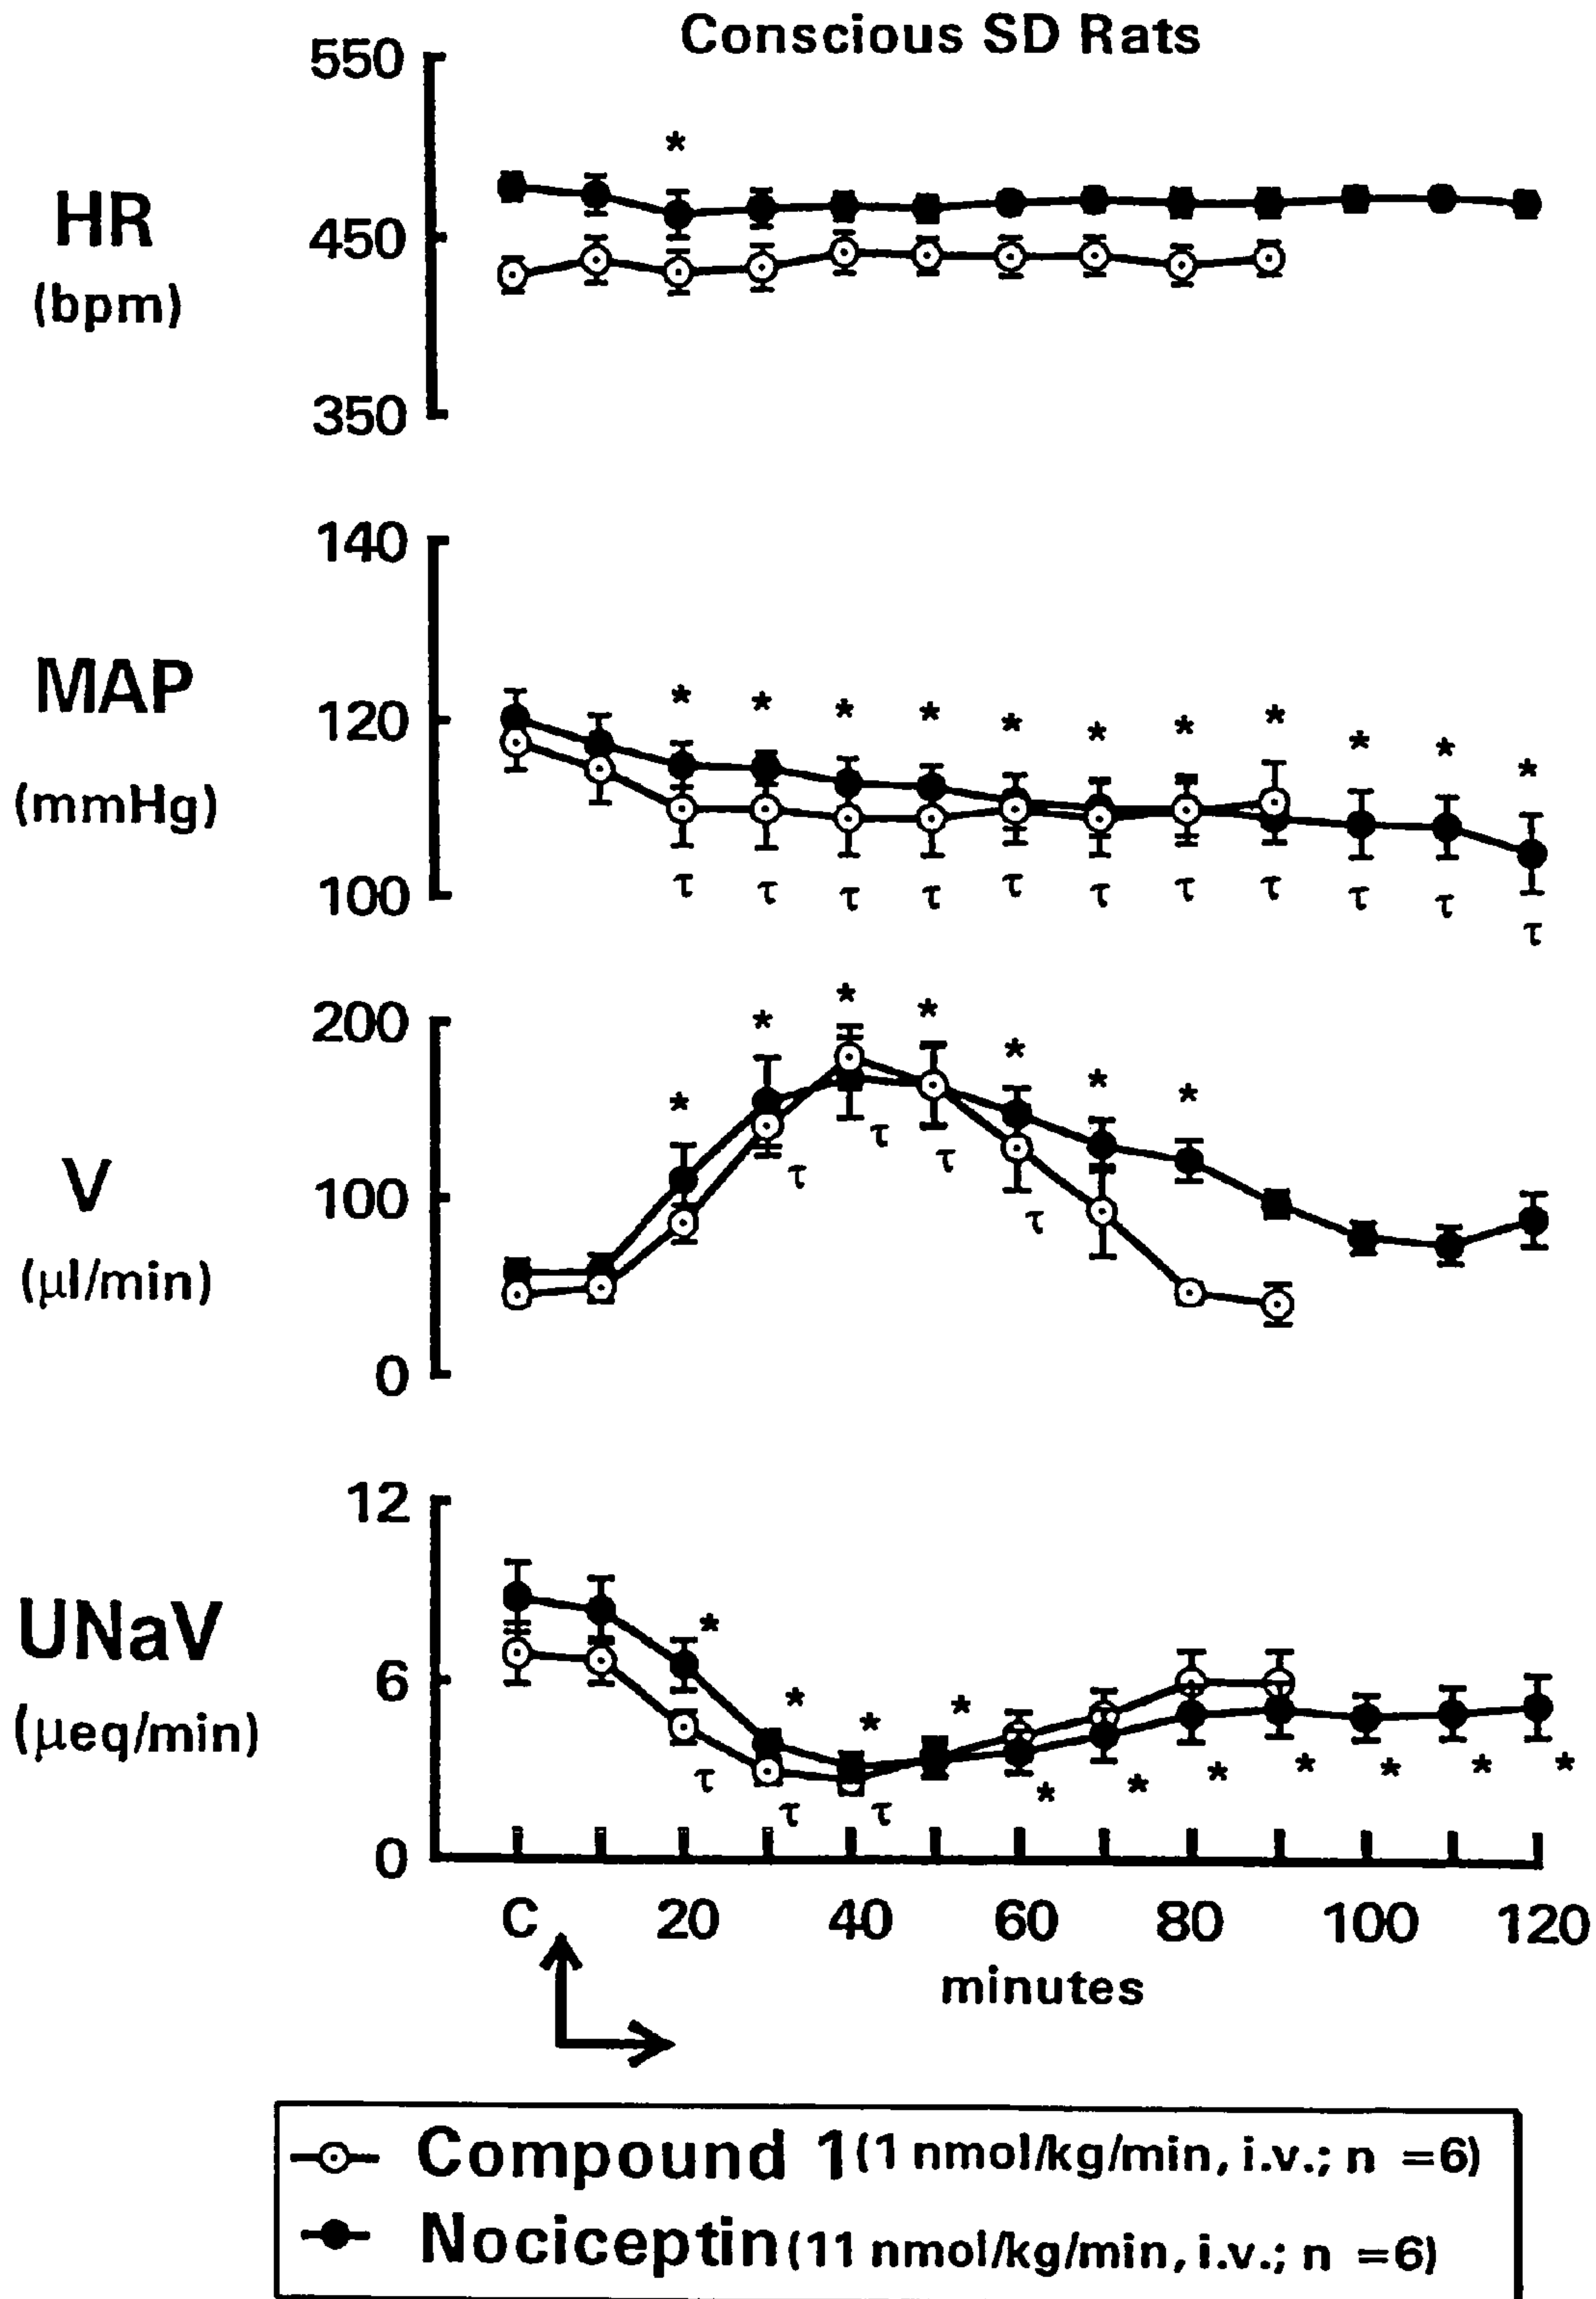 Conscious SD Rats
550
*
HR
450
(bpm)
350
140
MAP
* * * * * * * * * * *
120
(mmHg)
100
τ τ τ τ τ τ τ τ τ τ τ
200
* * * * * * *
τ τ τ τ
V
100
(μl/min)
0
12
UNaV
6
* * * *
(μeq/min)
τ τ τ * * * * * * *
0
C 20 40 60 80 100 120
minutes
Compound 1 (1 nmol/kg/min, i.v.; n =6)
Nociceptin (11 nmol/kg/min, i.v.; n =6)